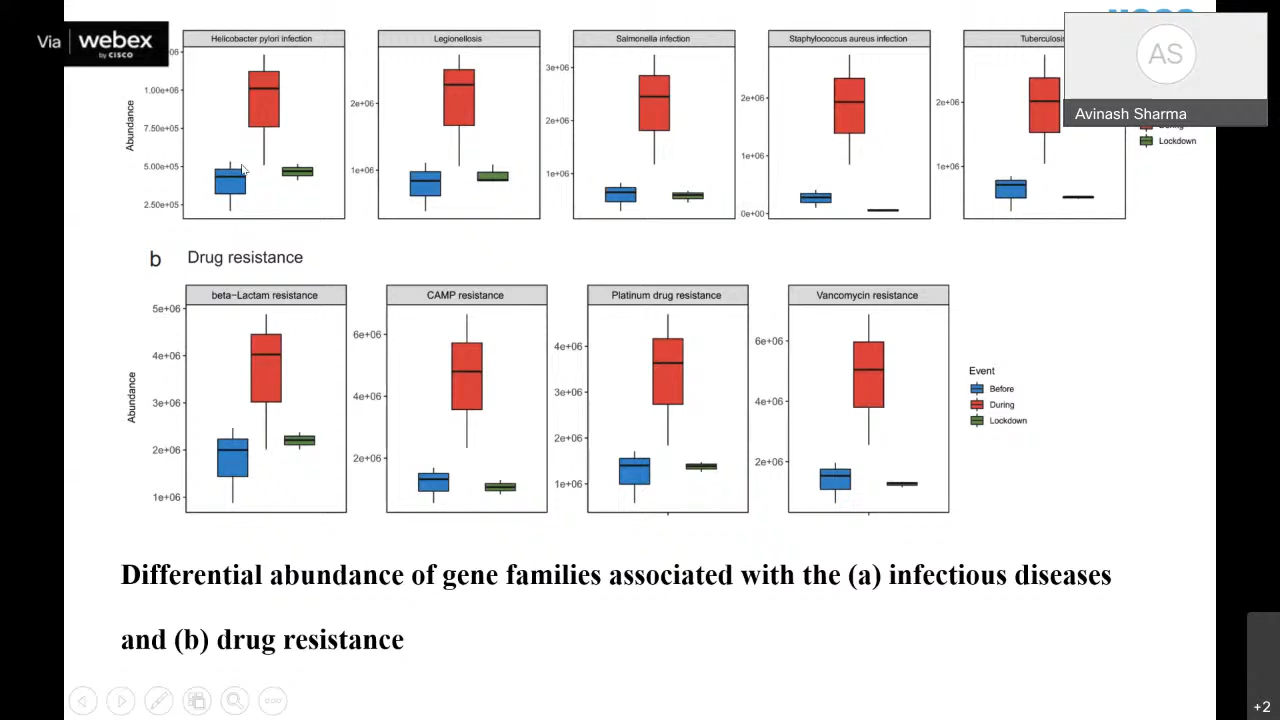 Via webex
by CISCO
Helicobacter pylori infection
Legionellosis
Salmonella infection
Staphylococcus aureus infection
Tuberculosis
AS
Avinash Sharma
Abundance
1.00e+06
7.50e+05
5.00e+05
2.50e+05
2e+06
1e+06
3e+06
2e+06
1e+06
2e+06
1e+06
0e+00
2e+06
1e+06
Lockdown
b Drug resistance
beta−Lactam resistance
CAMP resistance
Platinum drug resistance
Vancomycin resistance
Abundance
5e+06
4e+06
3e+06
2e+06
1e+06
6e+06
4e+06
2e+06
4e+06
3e+06
2e+06
1e+06
6e+06
4e+06
2e+06
Event
Before
During
Lockdown
Differential abundance of gene families associated with the (a) infectious diseases
and (b) drug resistance
+2